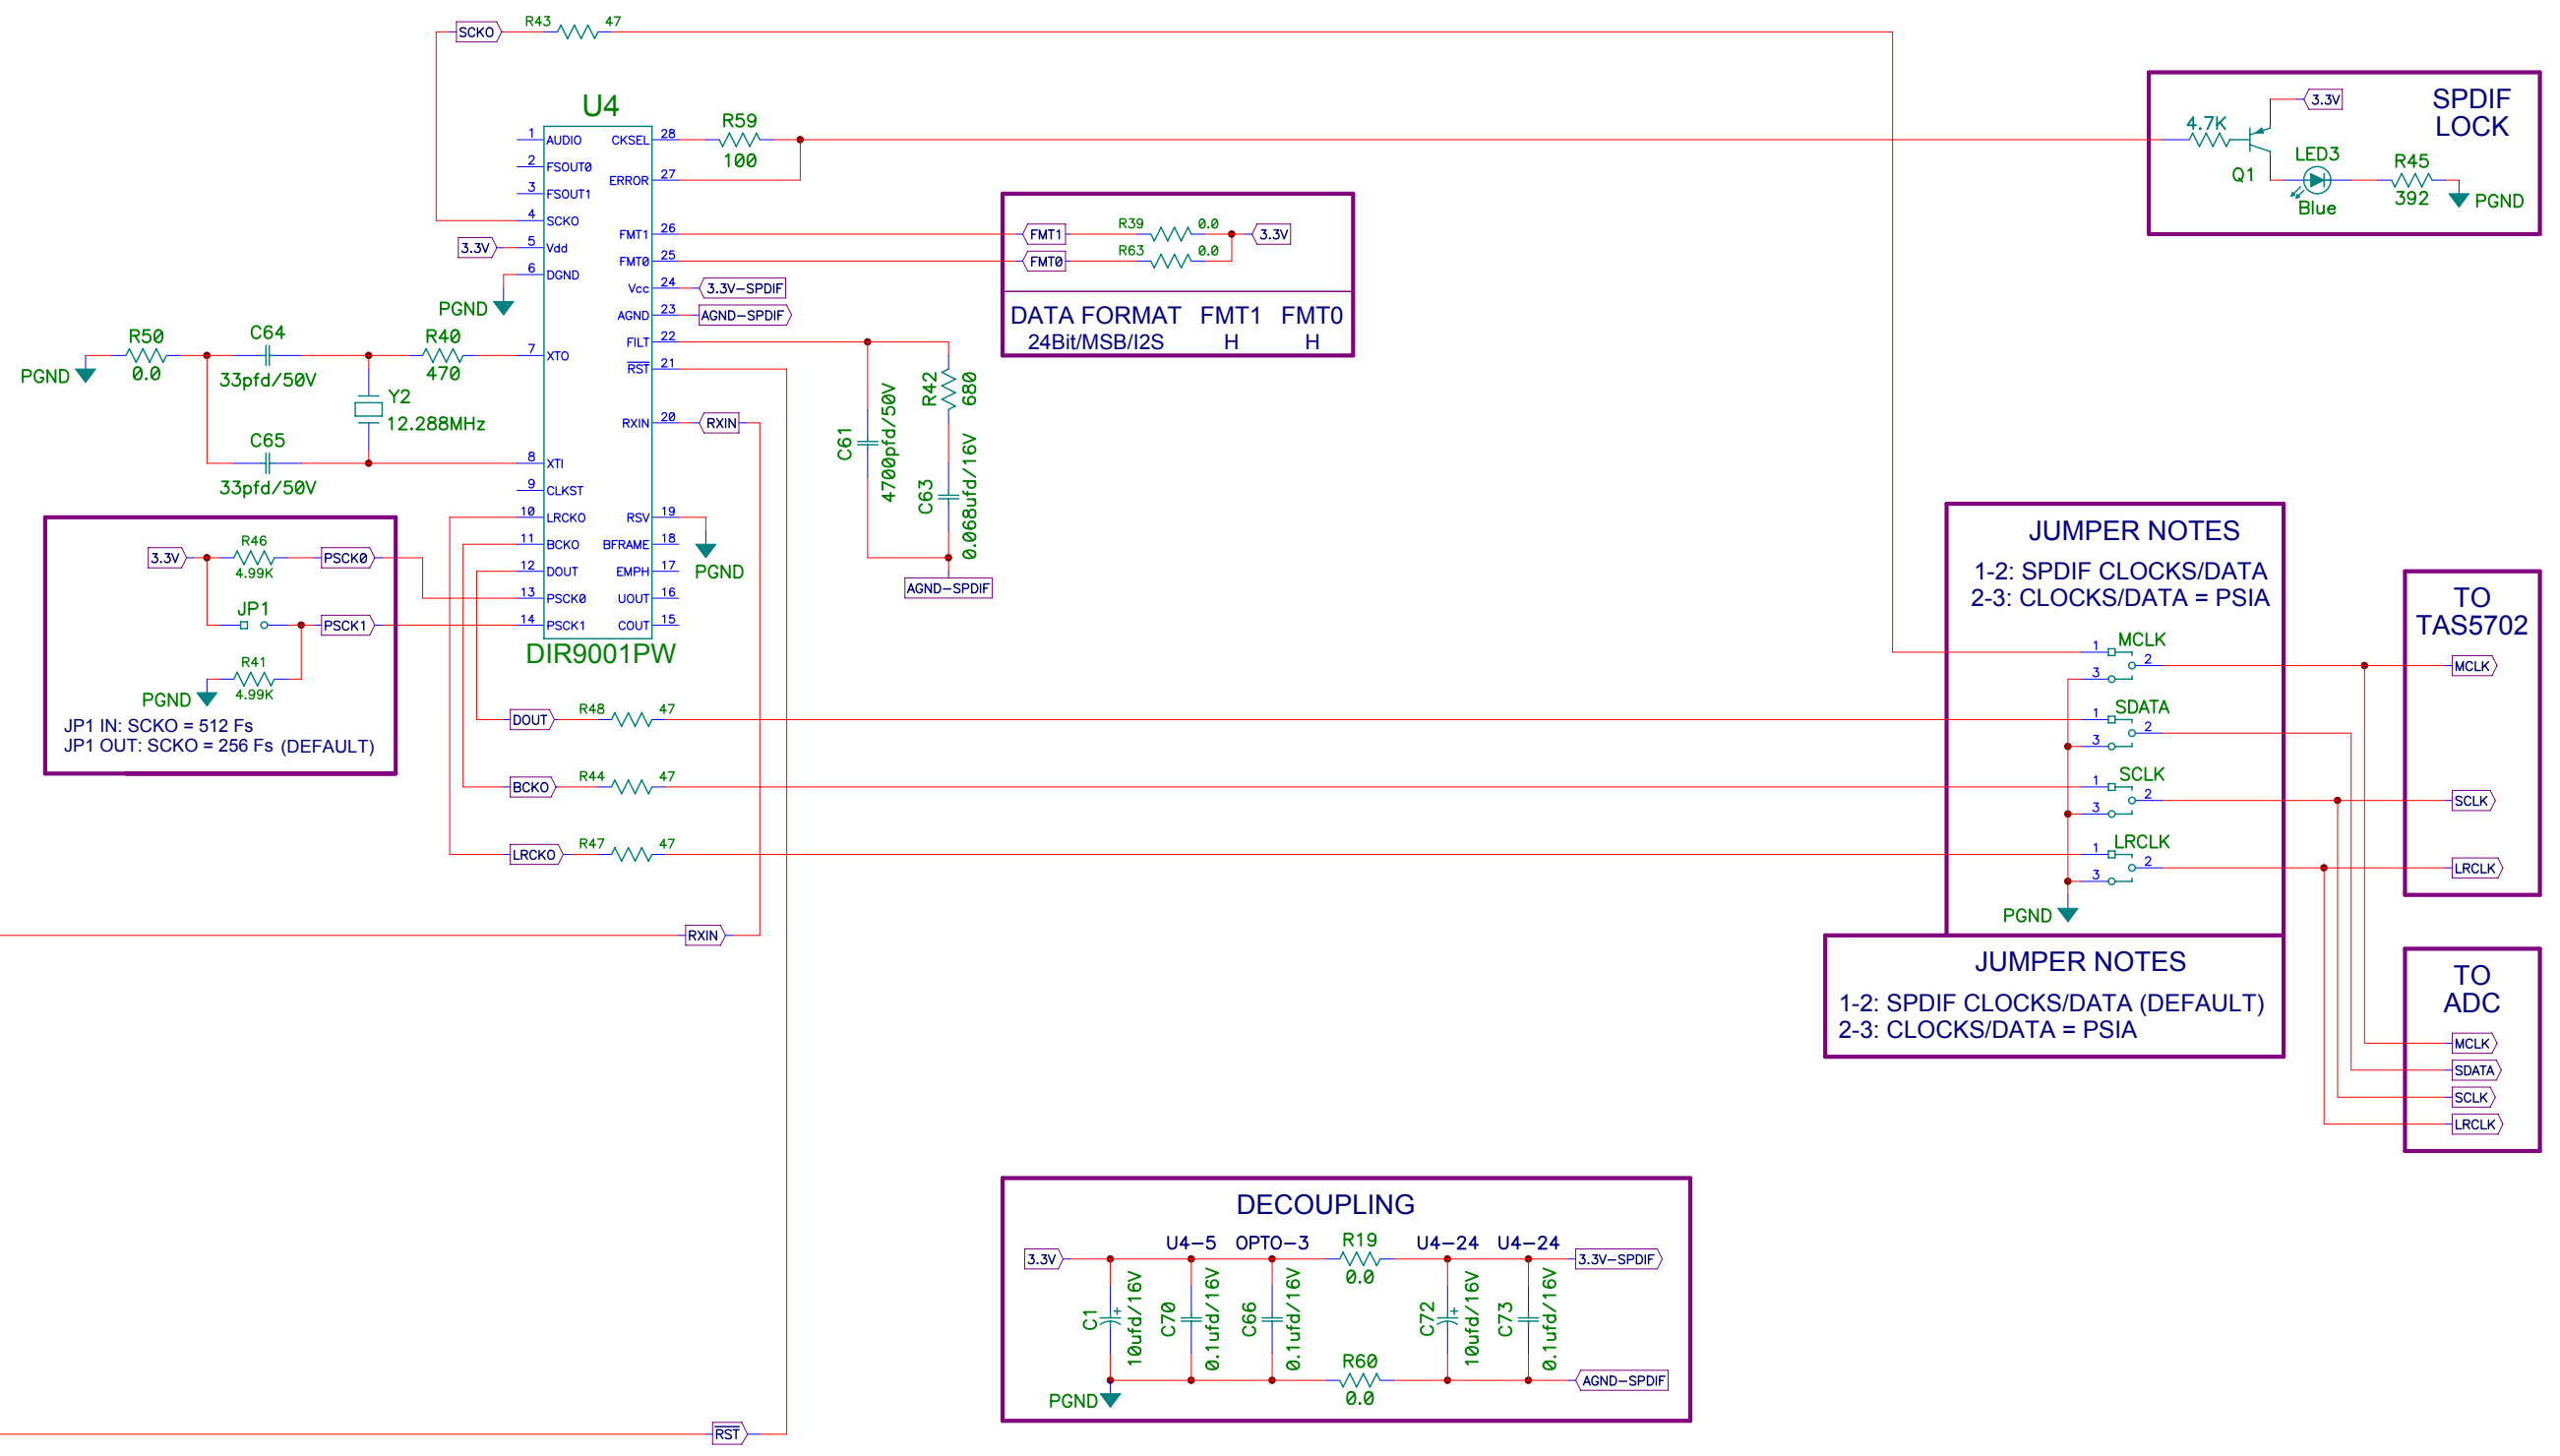 SCKO
R43 47
U4
1 AUDIO
2 FSOUT0
3 FSOUT1
4 SCKO
3.3V 5 Vdd
6 DGND
PGND
7 XTO
8 XTI
9 CLKST
10 LRCKO
11 BCKO
12 DOUT
13 PSCK0
14 PSCK1
CKSEL 28
ERROR 27
FMT1 26
FMT0 25
Vcc 24 3.3V-SPDIF
AGND 23 AGND-SPDIF
FILT 22
RST 21
RXIN 20 RXIN
RSV 19
BFRAME 18
EMPH 17
UOUT 16
COUT 15
PGND
DIR9001PW
R59
100
R50
0.0
PGND
C64
33pfd/50V
R40
470
Y2
12.288MHz
C65
33pfd/50V
3.3V
R46
4.99K
PSCK0
JP1
PSCK1
R41
4.99K
PGND
JP1 IN: SCKO = 512 Fs
JP1 OUT: SCKO = 256 Fs (DEFAULT)
FMT1 R39 0.0 3.3V
FMT0 R63 0.0
DATA FORMAT FMT1 FMT0
24Bit/MSB/I2S H H
C61
4700pfd/50V
R42
680
C63
0.068ufd/16V
AGND-SPDIF
DOUT R48 47
BCKO R44 47
LRCKO R47 47
RXIN
RST
SPDIF
LOCK
3.3V
4.7K
Q1
LED3
Blue
R45
392
PGND
JUMPER NOTES
1-2: SPDIF CLOCKS/DATA
2-3: CLOCKS/DATA = PSIA
MCLK
1
2
3
SDATA
1
2
3
SCLK
1
2
3
LRCLK
1
2
3
PGND
JUMPER NOTES
1-2: SPDIF CLOCKS/DATA (DEFAULT)
2-3: CLOCKS/DATA = PSIA
TO
TAS5702
MCLK
SCLK
LRCLK
TO
ADC
MCLK
SDATA
SCLK
LRCLK
DECOUPLING
3.3V
U4-5 OPTO-3 R19 U4-24 U4-24
0.0
3.3V-SPDIF
C1
10ufd/16V
C70
0.1ufd/16V
C66
0.1ufd/16V
C72
10ufd/16V
C73
0.1ufd/16V
+
+
R60
0.0
PGND
AGND-SPDIF